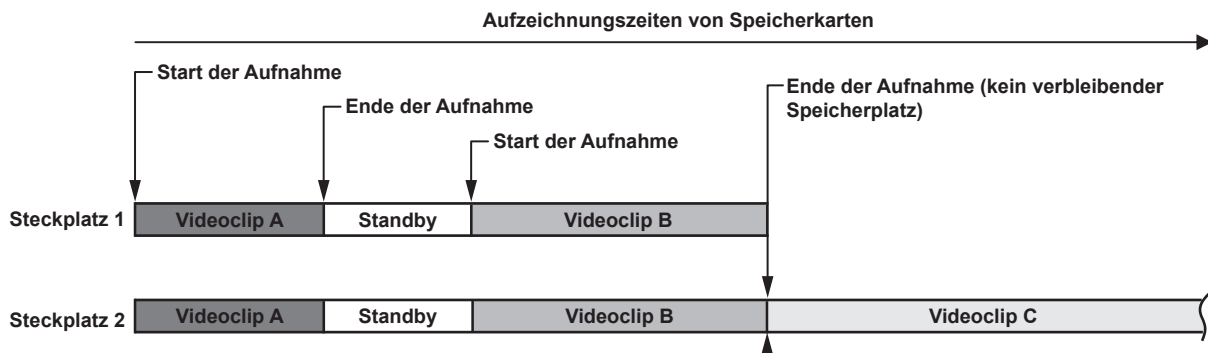 Aufzeichnungszeiten von Speicherkarten
Start der Aufnahme
Ende der Aufnahme (kein verbleibender
Speicherplatz)
Ende der Aufnahme
Start der Aufnahme
Steckplatz 1
Videoclip A
Standby
Videoclip B
Steckplatz 2
Videoclip A
Standby
Videoclip B
Videoclip C